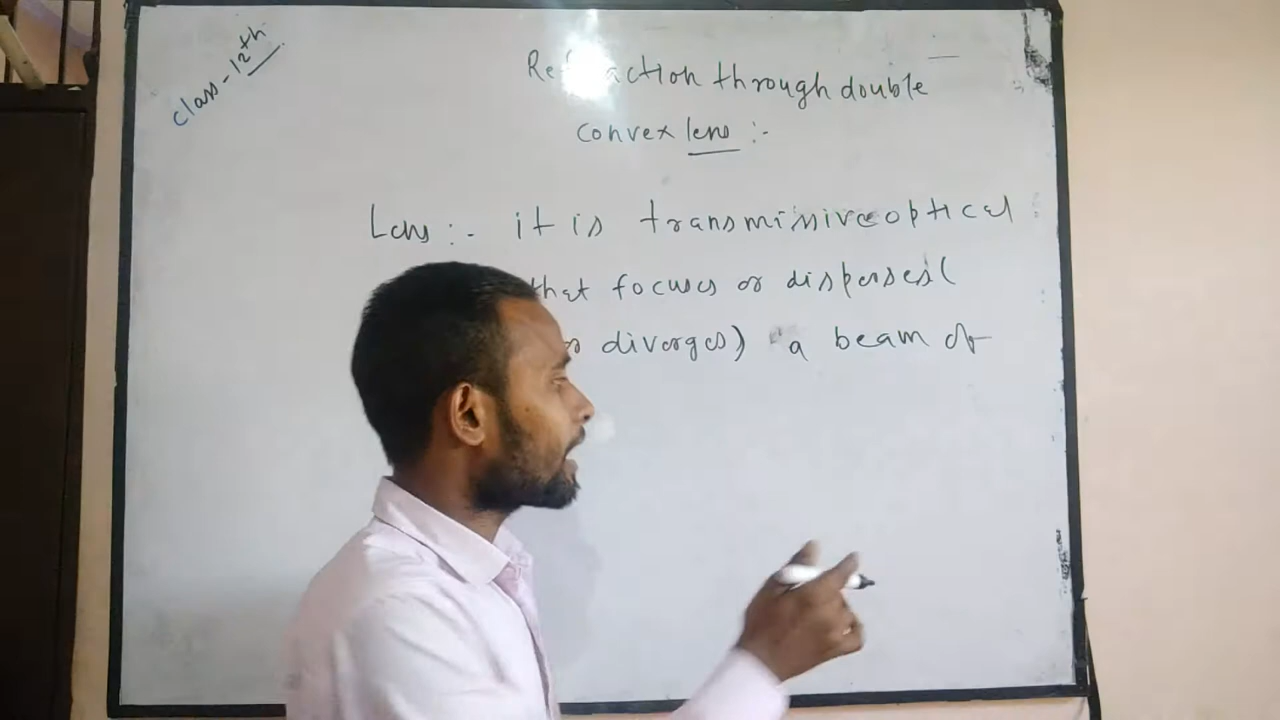 class-12th
Refraction through double
convex lens :-
Lens :- it is transmissive optical
that focuses or disperses(
diverges) a beam of